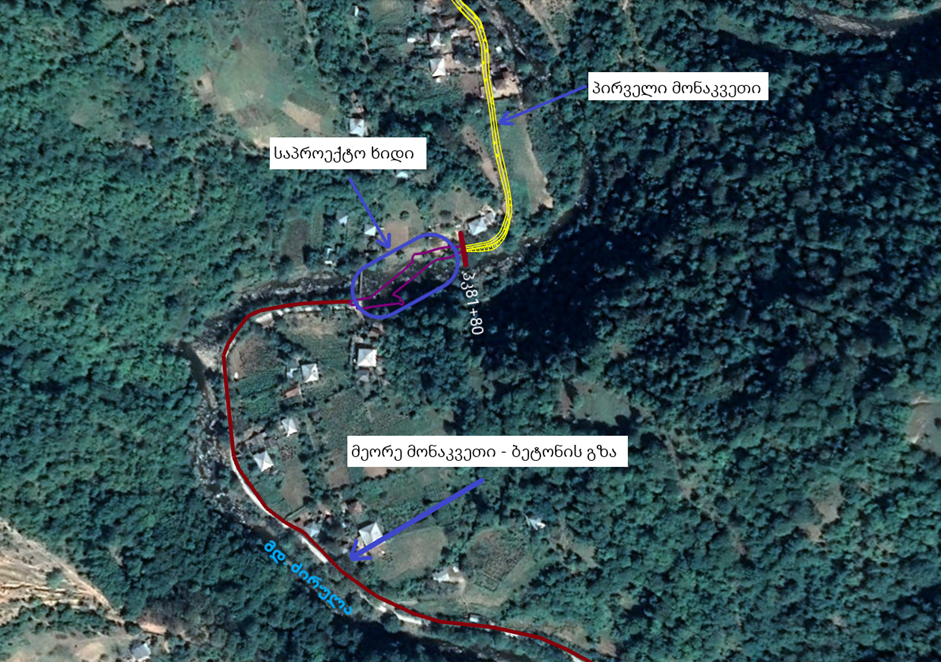 პირველი მონაკვეთი
საპროექტო ხიდი
პკ81+80
მეორე მონაკვეთი - ბეტონის გზა
მდ. ძირულა